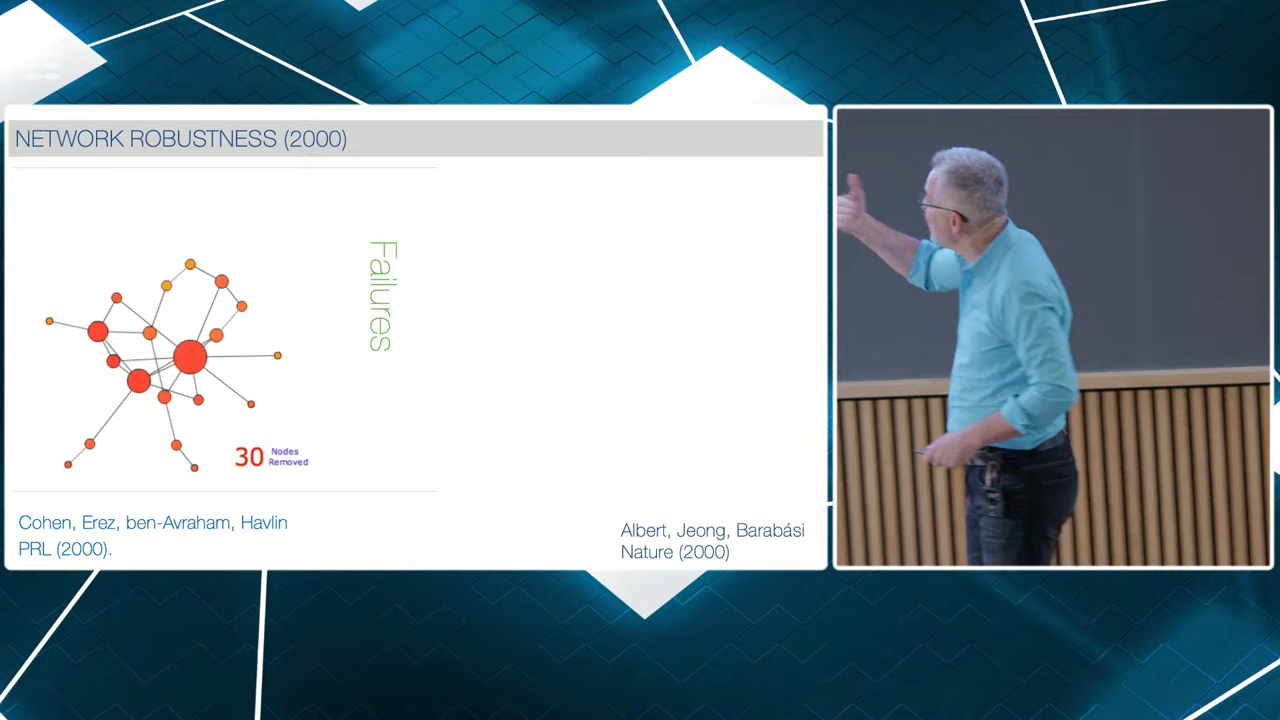 NETWORK ROBUSTNESS (2000)
Failures
30 Nodes
Removed
Cohen, Erez, ben-Avraham, Havlin
PRL (2000).
Albert, Jeong, Barabási
Nature (2000)